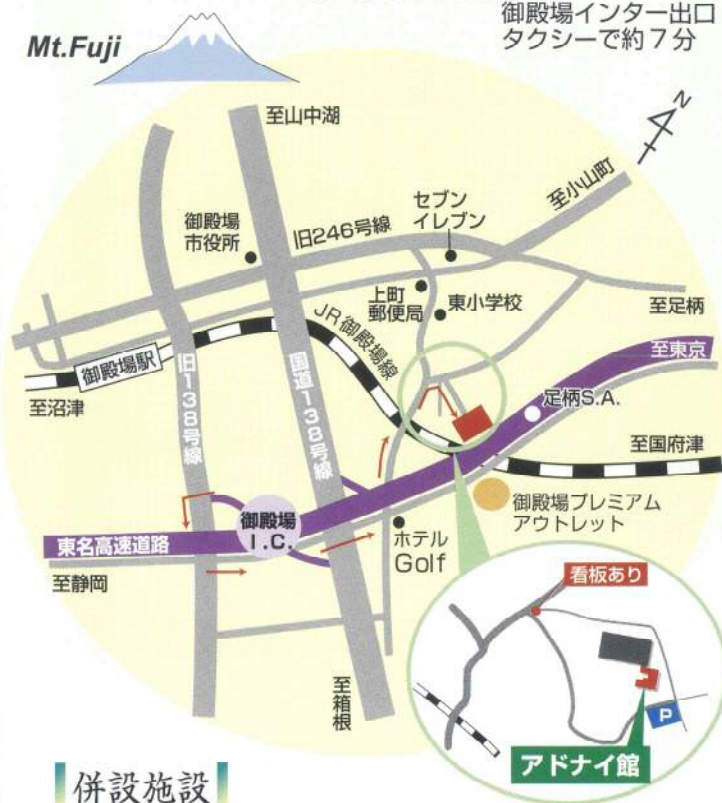 御殿場インター出口
タクシーで約7分
Mt.Fuji
N
至山中湖
至小山町
セブン
イレブン
御殿場
市役所
旧246号線
上町
郵便局
東小学校
至足柄
JR御殿場線
至東京
御殿場駅
旧138号線
国道138号線
至沼津
足柄S.A.
至国府津
御殿場
I.C.
御殿場プレミアム
アウトレット
東名高速道路
ホテル
Golf
至静岡
看板あり
至箱根
P
アドナイ館
併設施設